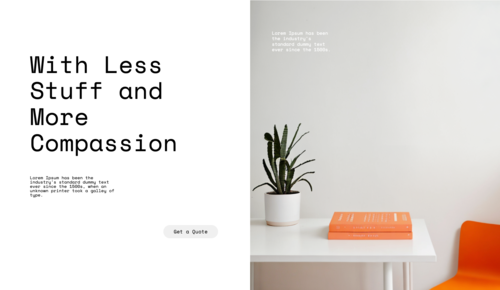 With Less
Stuff and
More
Compassion
Lorem Ipsum has been the
industry's standard dummy text
ever since the 1500s, when an
unknown printer took a galley of
type.
Get a Quote
Lorem Ipsum has been
the industry's
standard dummy text
ever since the 1500s